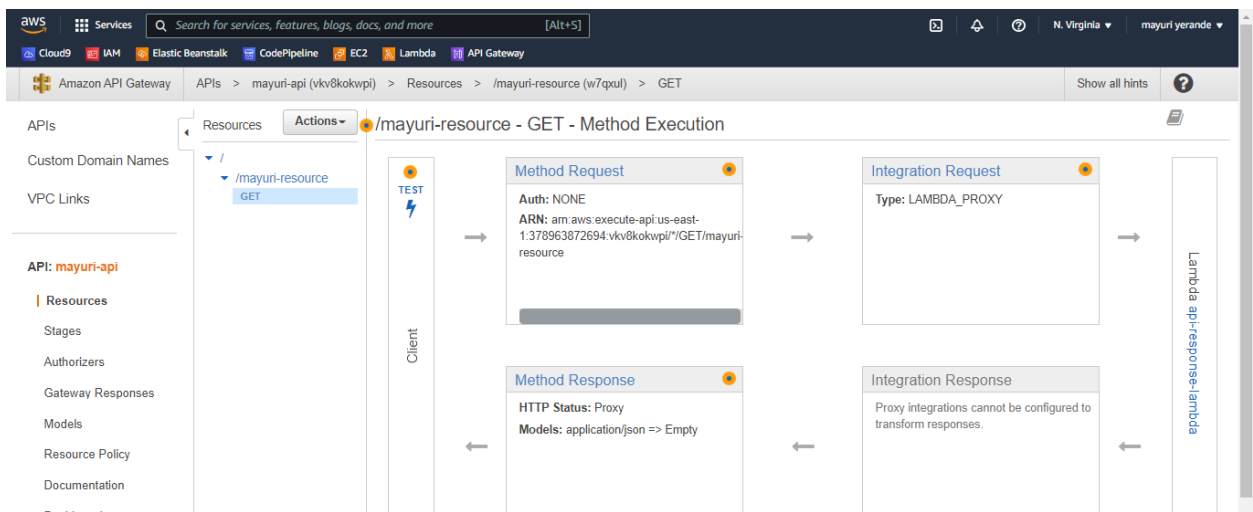 aws Services Search for services, features, blogs, docs, and more [Alt+S] N. Virginia ▼ mayuri yerande ▼
Cloud9 IAM Elastic Beanstalk CodePipeline EC2 Lambda API Gateway
Amazon API Gateway APIs > mayuri-api (vkv8kokwpi) > Resources > /mayuri-resource (w7qxul) > GET Show all hints ?
APIs
Custom Domain Names
VPC Links
API: mayuri-api
Resources
Stages
Authorizers
Gateway Responses
Models
Resource Policy
Documentation
Resources Actions
/
/mayuri-resource
GET
/mayuri-resource - GET - Method Execution
TEST
Client
Method Request
Auth: NONE
ARN: arn:aws:execute-api:us-east-
1:378963872694:vkv8kokwpi/*/GET/mayuri-
resource
Integration Request
Type: LAMBDA_PROXY
Lambda api-response-lambda
Method Response
HTTP Status: Proxy
Models: application/json => Empty
Integration Response
Proxy integrations cannot be configured to
transform responses.